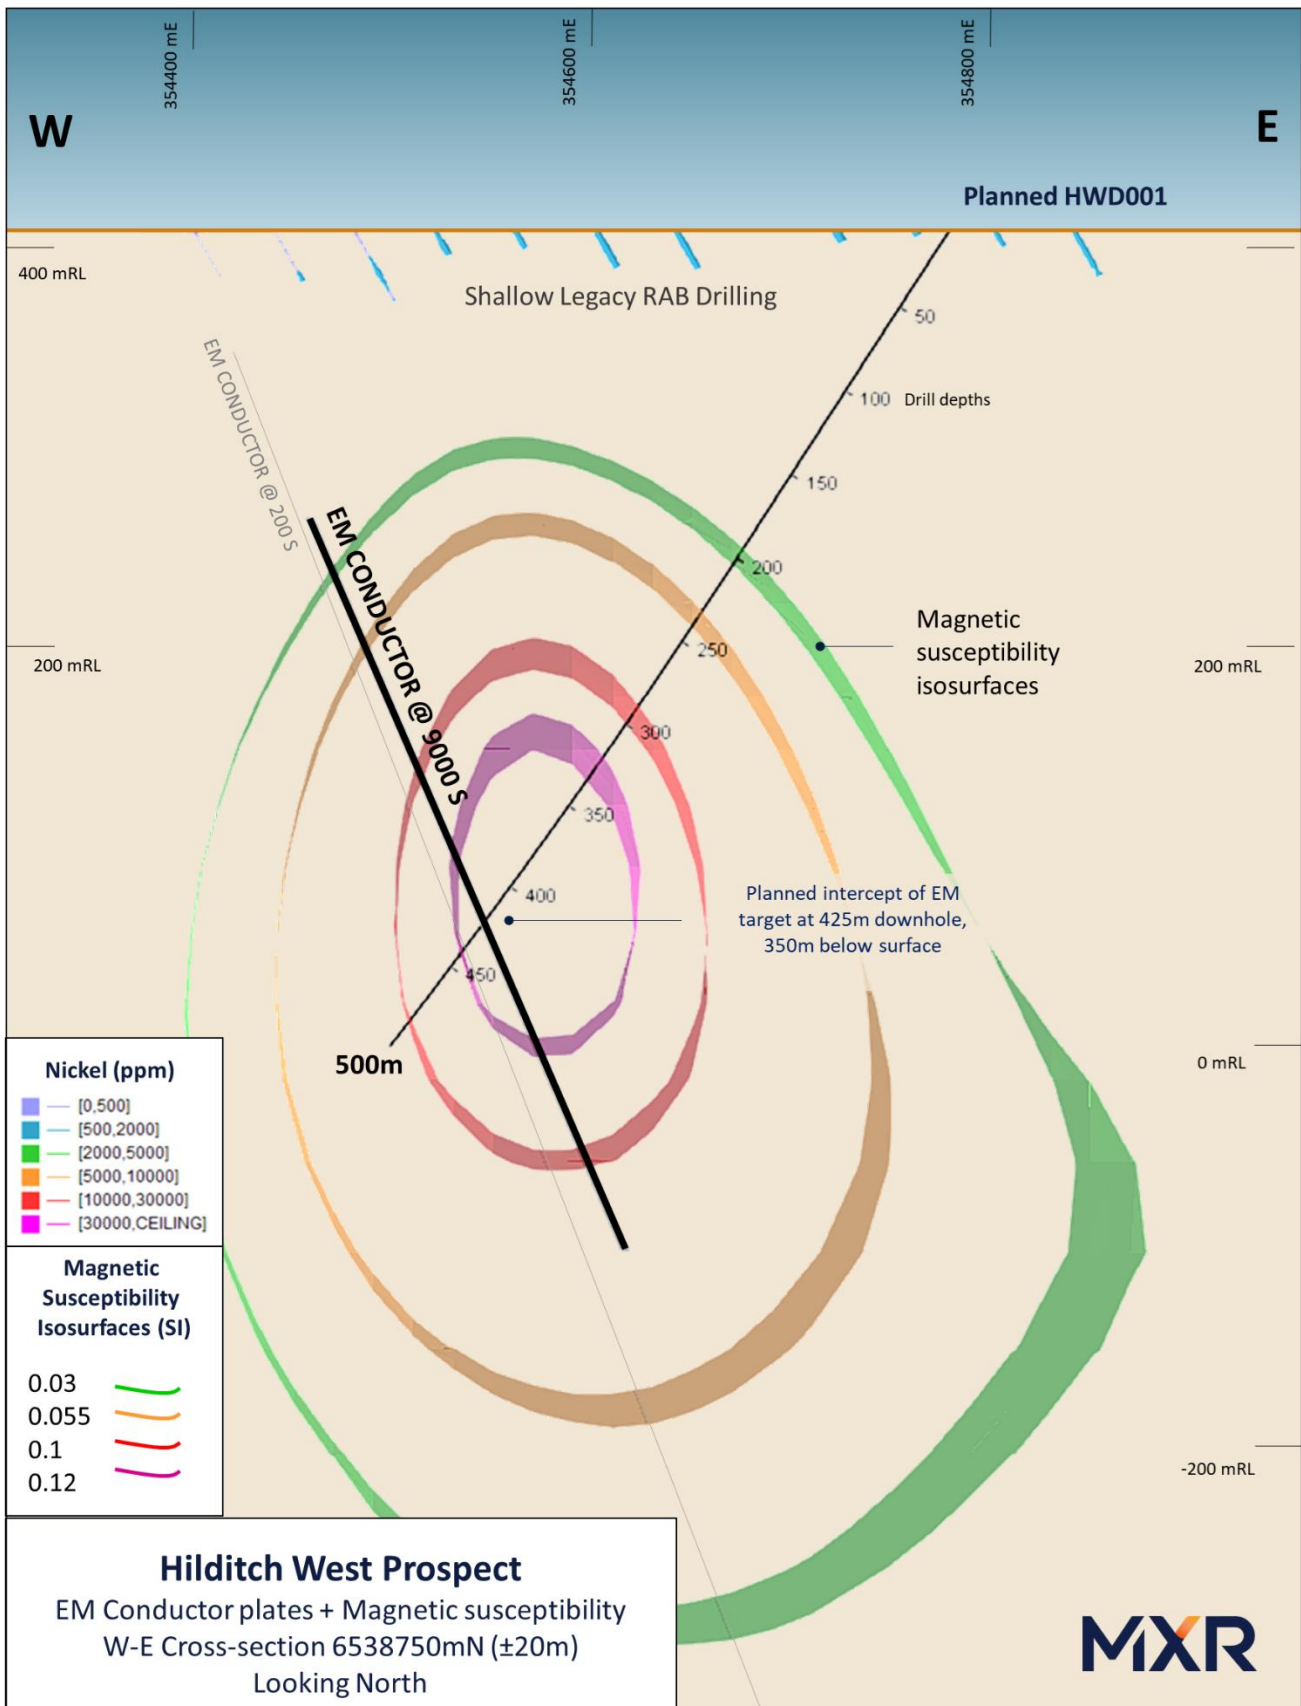 354400 mE
354600 mE
354800 mE
W
E
Planned HWD001
400 mRL
Shallow Legacy RAB Drilling
50
100 Drill depths
150
200
250
300
350
400
450
500m
EM CONDUCTOR @ 200 S
EM CONDUCTOR @ 9000 S
Magnetic
susceptibility
isosurfaces
200 mRL
200 mRL
Planned intercept of EM
target at 425m downhole,
350m below surface
0 mRL
-200 mRL
Nickel (ppm)
[0,500]
[500,2000]
[2000,5000]
[5000,10000]
[10000,30000]
[30000,CEILING]
Magnetic
Susceptibility
Isosurfaces (SI)
0.03
0.055
0.1
0.12
Hilditch West Prospect
EM Conductor plates + Magnetic susceptibility
W-E Cross-section 6538750mN (±20m)
Looking North
MXR